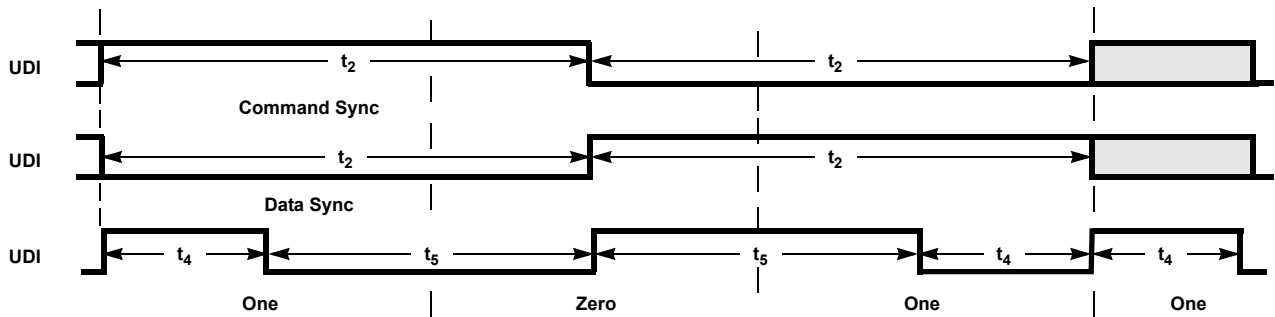 UDI
t2
t2
Command Sync
UDI
t2
t2
Data Sync
UDI
t4
t5
t5
t4
t4
One
Zero
One
One